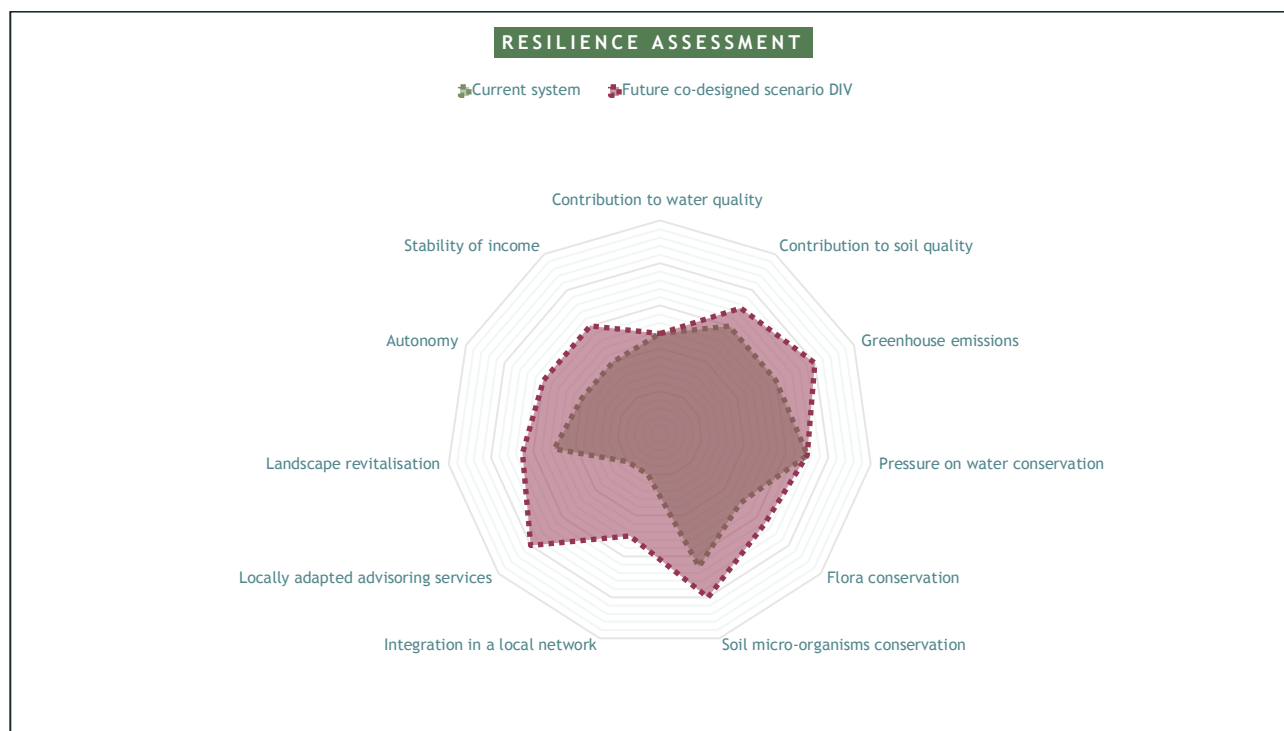 RESILIENCE ASSESSMENT
Current system
Future co-designed scenario DIV
Contribution to water quality
Stability of income
Contribution to soil quality
Autonomy
Greenhouse emissions
Landscape revitalisation
Pressure on water conservation
Locally adapted advisoring services
Flora conservation
Integration in a local network
Soil micro-organisms conservation